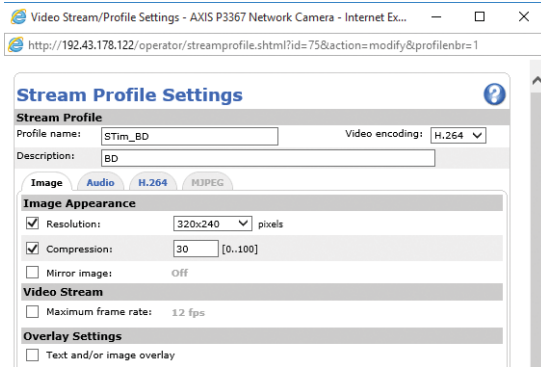 Video Stream/Profile Settings - AXIS P3367 Network Camera - Internet Ex...
http://192.43.178.122/operator/streamprofile.shtml?id=75&action=modify&profilenbr=1
Stream Profile Settings
Stream Profile
Profile name: STim_BD Video encoding: H.264
Description: BD
Image Audio H.264 MJPEG
Image Appearance
Resolution: 320x240 pixels
Compression: 30 [0..100]
Mirror image: Off
Video Stream
Maximum frame rate: 12 fps
Overlay Settings
Text and/or image overlay